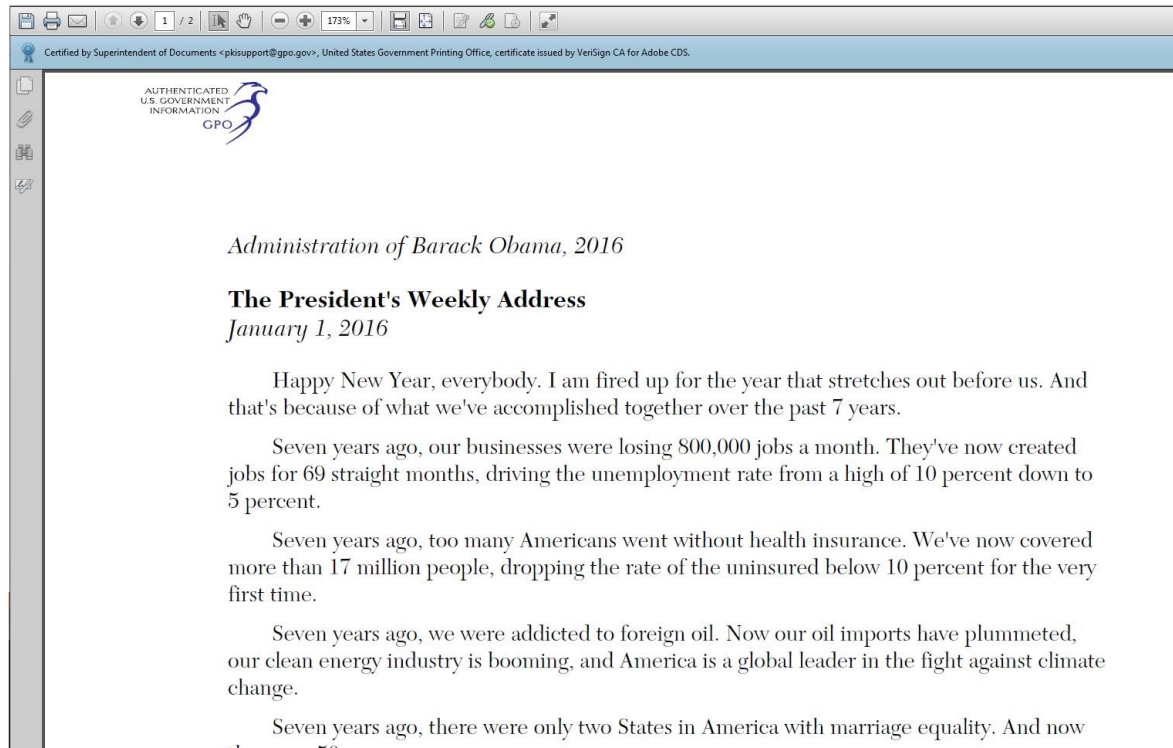 1 / 2 173%
Certified by Superintendent of Documents <pkisupport@gpo.gov>, United States Government Printing Office, certificate issued by VeriSign CA for Adobe CDS.
AUTHENTICATED
U.S. GOVERNMENT
INFORMATION
GPO
Administration of Barack Obama, 2016
The President's Weekly Address
January 1, 2016
Happy New Year, everybody. I am fired up for the year that stretches out before us. And
that's because of what we've accomplished together over the past 7 years.
Seven years ago, our businesses were losing 800,000 jobs a month. They've now created
jobs for 69 straight months, driving the unemployment rate from a high of 10 percent down to
5 percent.
Seven years ago, too many Americans went without health insurance. We've now covered
more than 17 million people, dropping the rate of the uninsured below 10 percent for the very
first time.
Seven years ago, we were addicted to foreign oil. Now our oil imports have plummeted,
our clean energy industry is booming, and America is a global leader in the fight against climate
change.
Seven years ago, there were only two States in America with marriage equality. And now